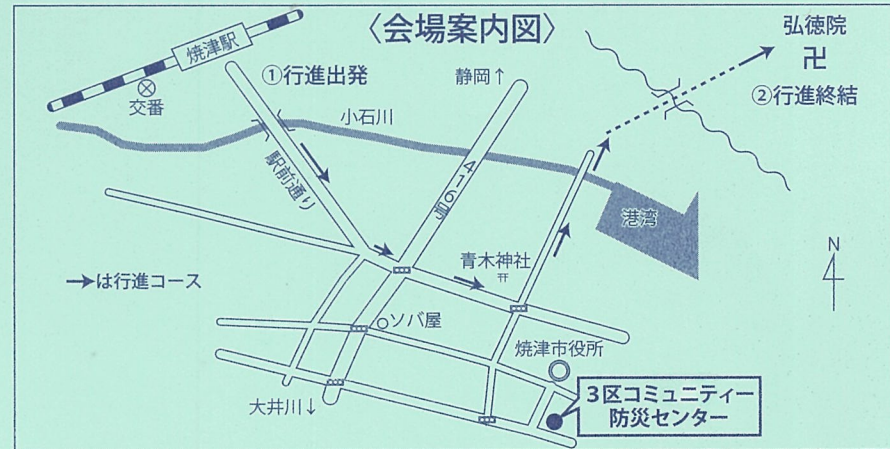 〈会場案内図〉
焼津駅
交番
①行進出発
小石川
静岡↑
弘徳院
卍
②行進終結
駅前通り
416号
港湾
青木神社
→は行進コース
N
ソバ屋
焼津市役所
大井川↓
3区コミュニティー
防災センター